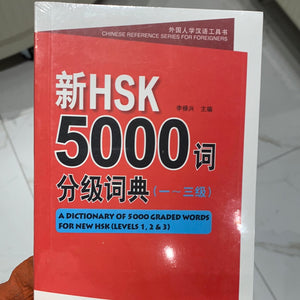 外国人学汉语工具书
CHINESE REFERENCE SERIES FOR FOREIGNERS
新HSK
李禄兴 主编
5000词
分级词典(一~三级)
A DICTIONARY OF 5000 GRADED WORDS
FOR NEW HSK (LEVELS 1, 2 & 3)